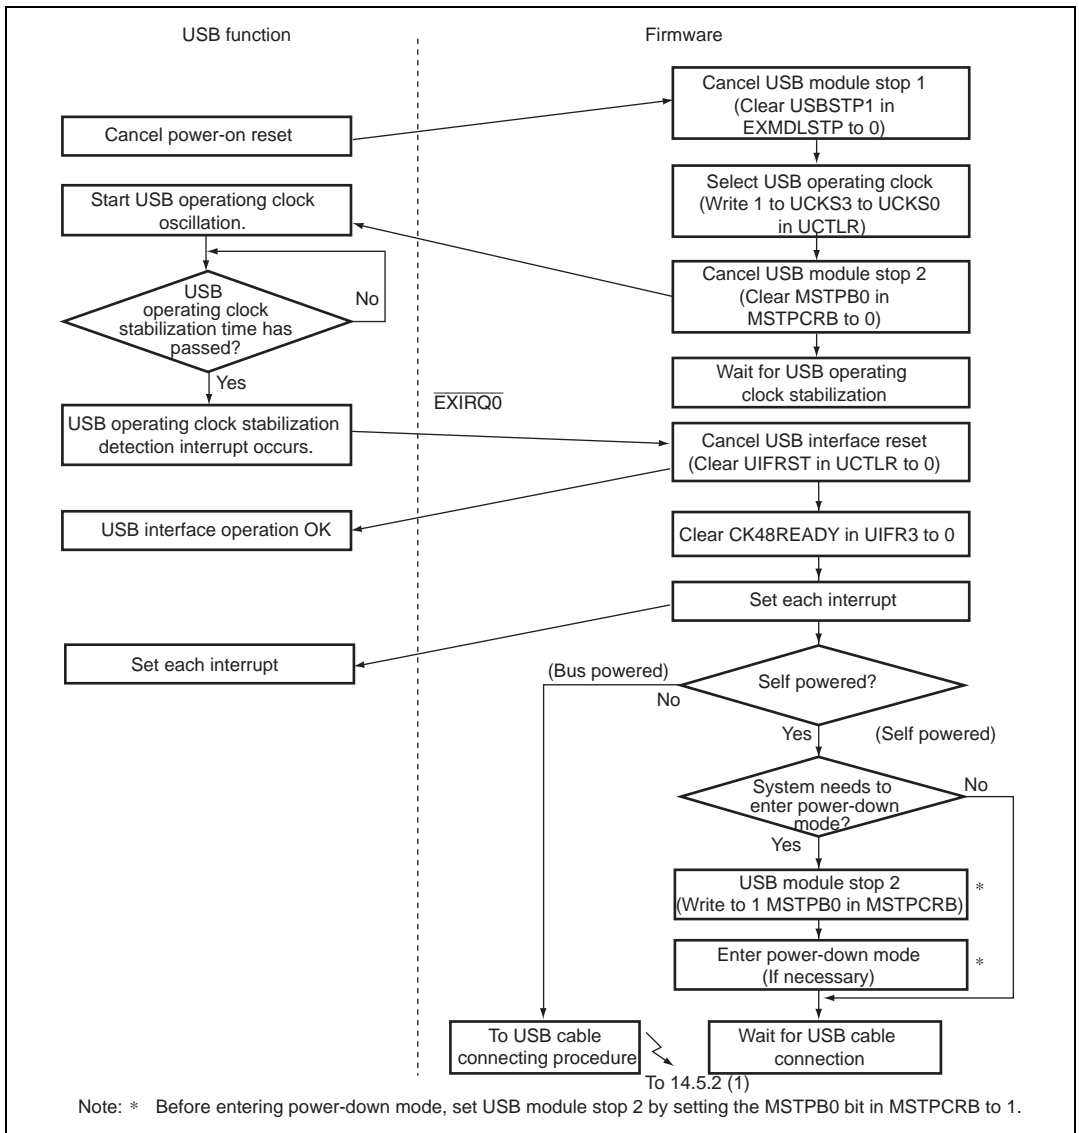 USB function
Firmware
Cancel USB module stop 1
(Clear USBSTP1 in
EXMDLSTP to 0)
Cancel power-on reset
Select USB operating clock
(Write 1 to UCKS3 to UCKS0
in UCTLR)
Start USB operationg clock
oscillation.
Cancel USB module stop 2
(Clear MSTPB0 in
MSTPCRB to 0)
USB
operating clock
stabilization time has
passed?
No
Yes
Wait for USB operating
clock stabilization
EXIRQ0
USB operating clock stabilization
detection interrupt occurs.
Cancel USB interface reset
(Clear UIFRST in UCTLR to 0)
USB interface operation OK
Clear CK48READY in UIFR3 to 0
Set each interrupt
Set each interrupt
(Bus powered)
No
Self powered?
Yes
(Self powered)
System needs to
enter power-down
mode?
No
Yes
USB module stop 2
(Write to 1 MSTPB0 in MSTPCRB)
*
Enter power-down mode
(If necessary)
*
To USB cable
connecting procedure
Wait for USB cable
connection
To 14.5.2 (1)
Note: * Before entering power-down mode, set USB module stop 2 by setting the MSTPB0 bit in MSTPCRB to 1.